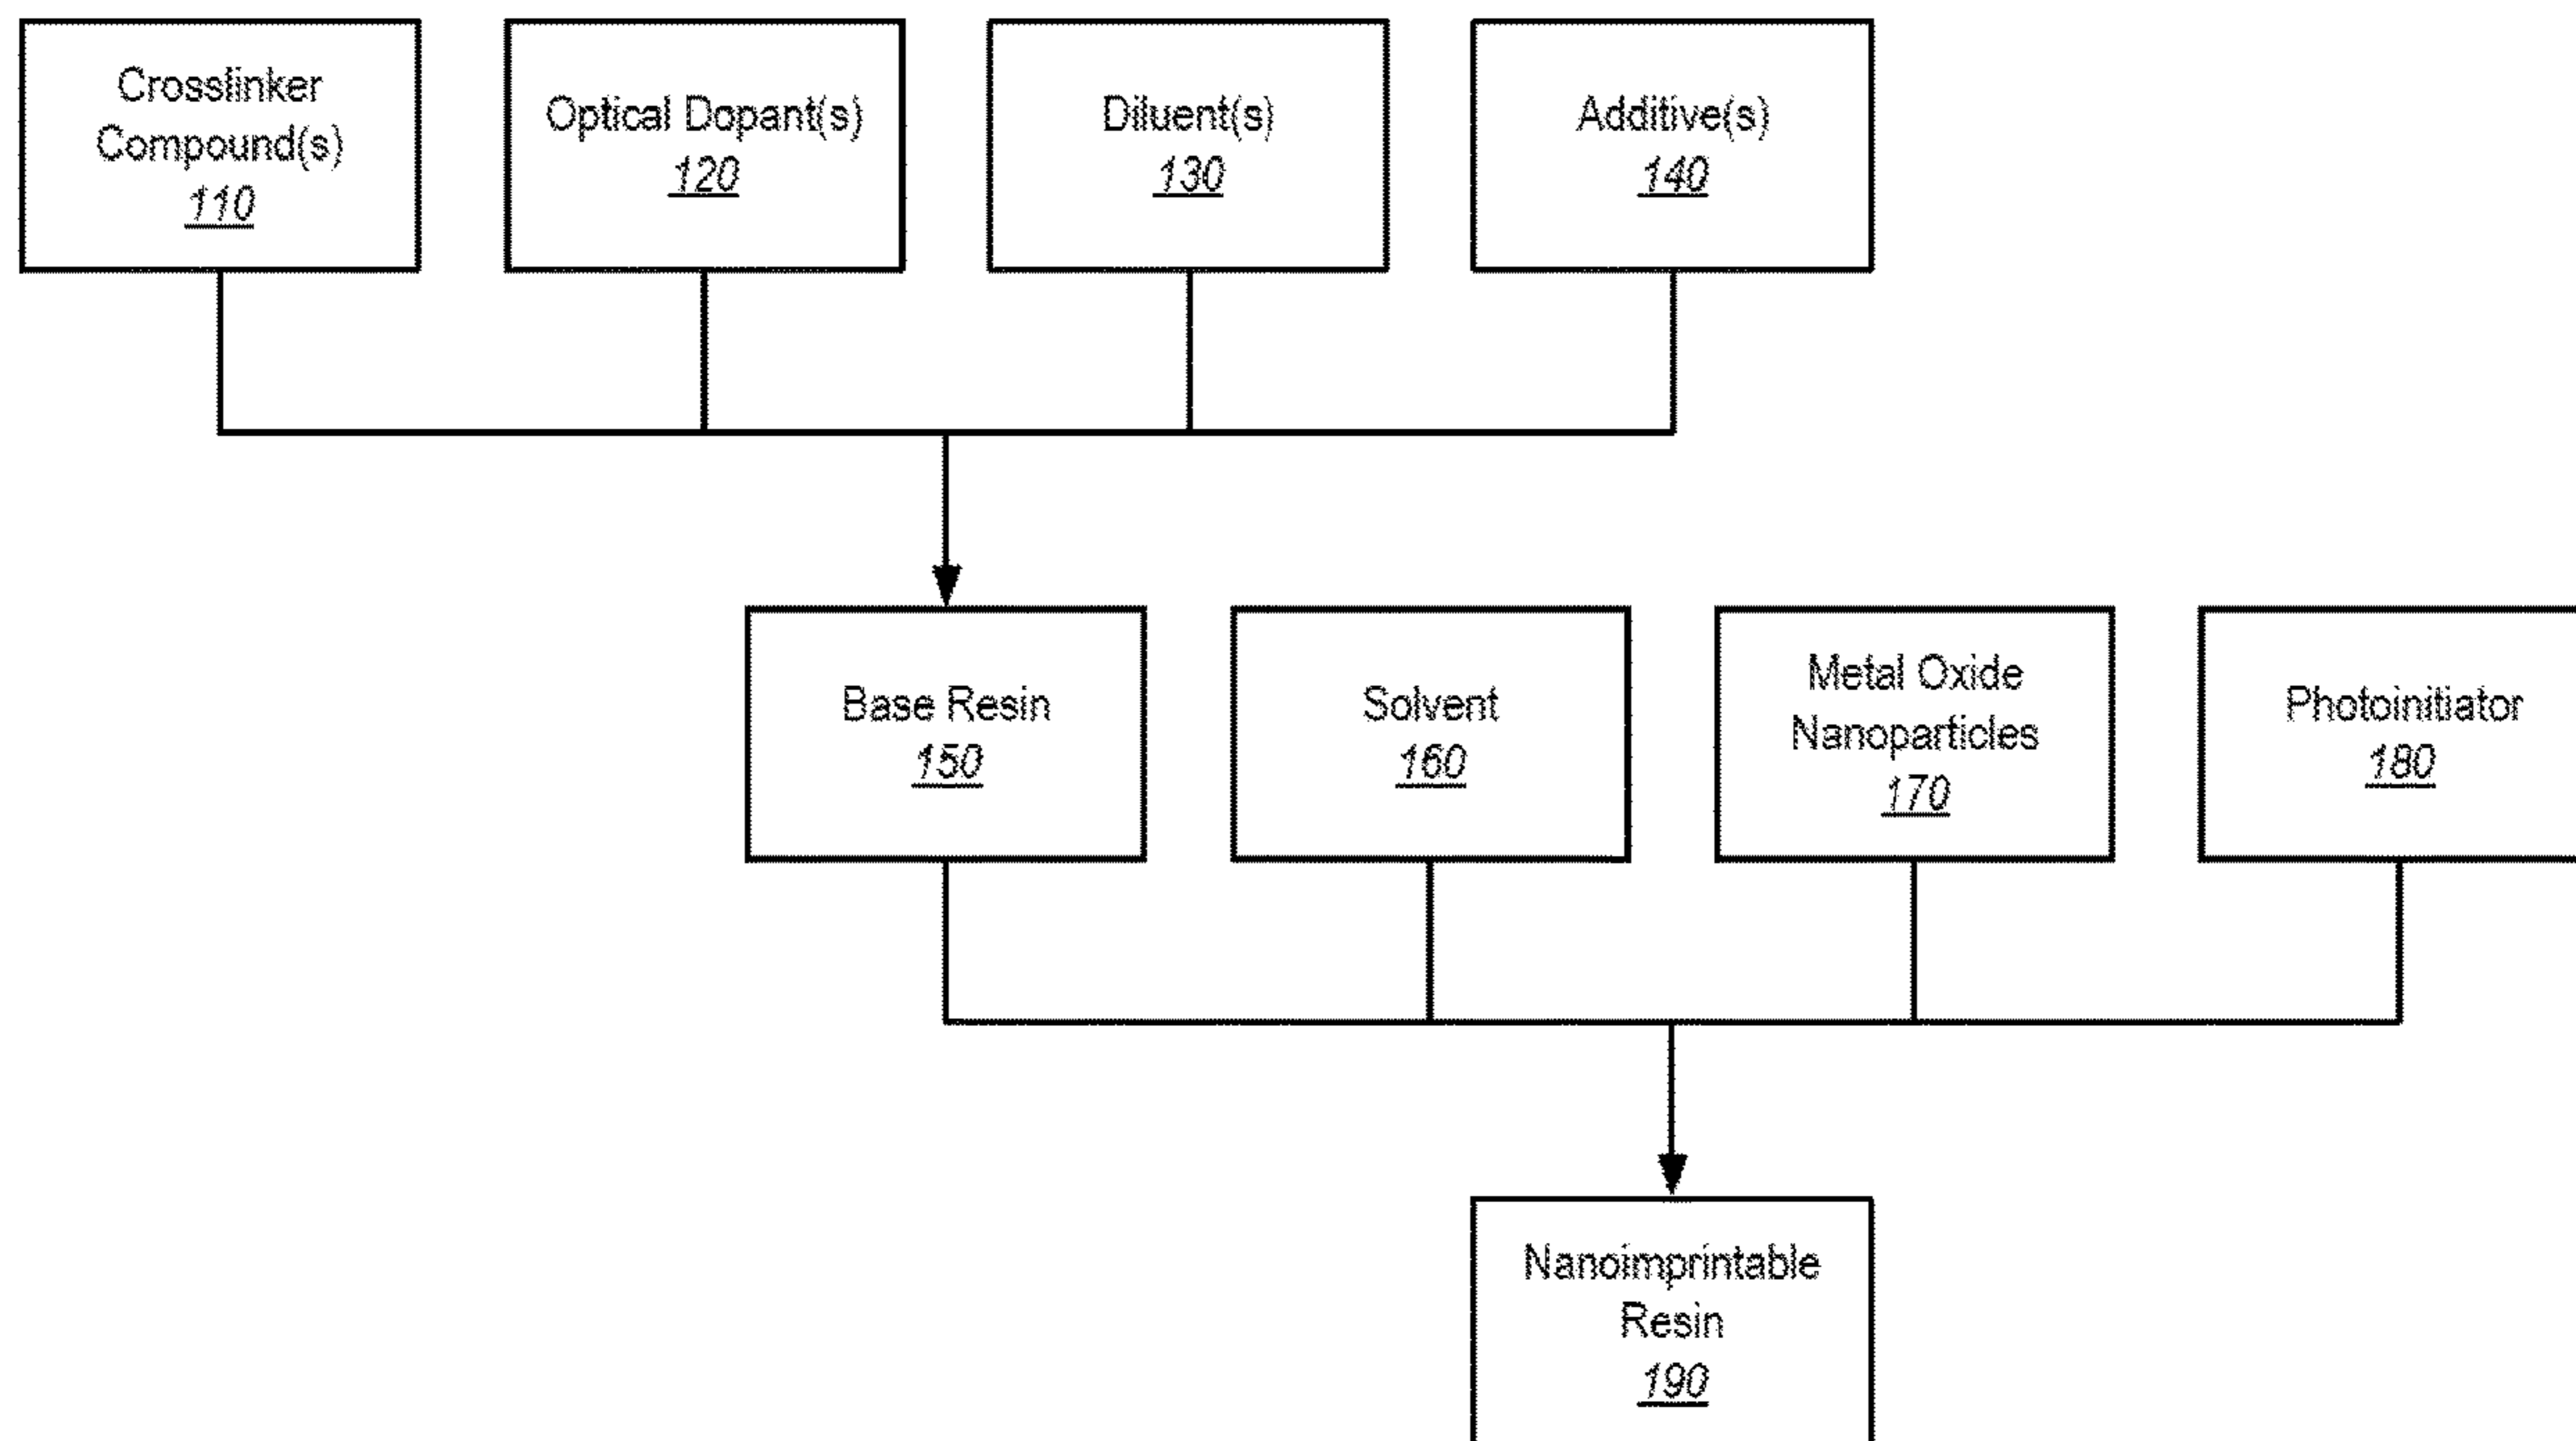 Crosslinker
Compound(s)
110
Optical Dopant(s)
120
Diluent(s)
130
Additive(s)
140
Base Resin
150
Solvent
160
Metal Oxide
Nanoparticles
170
Photoinitiator
180
Nanoimprintable
Resin
190